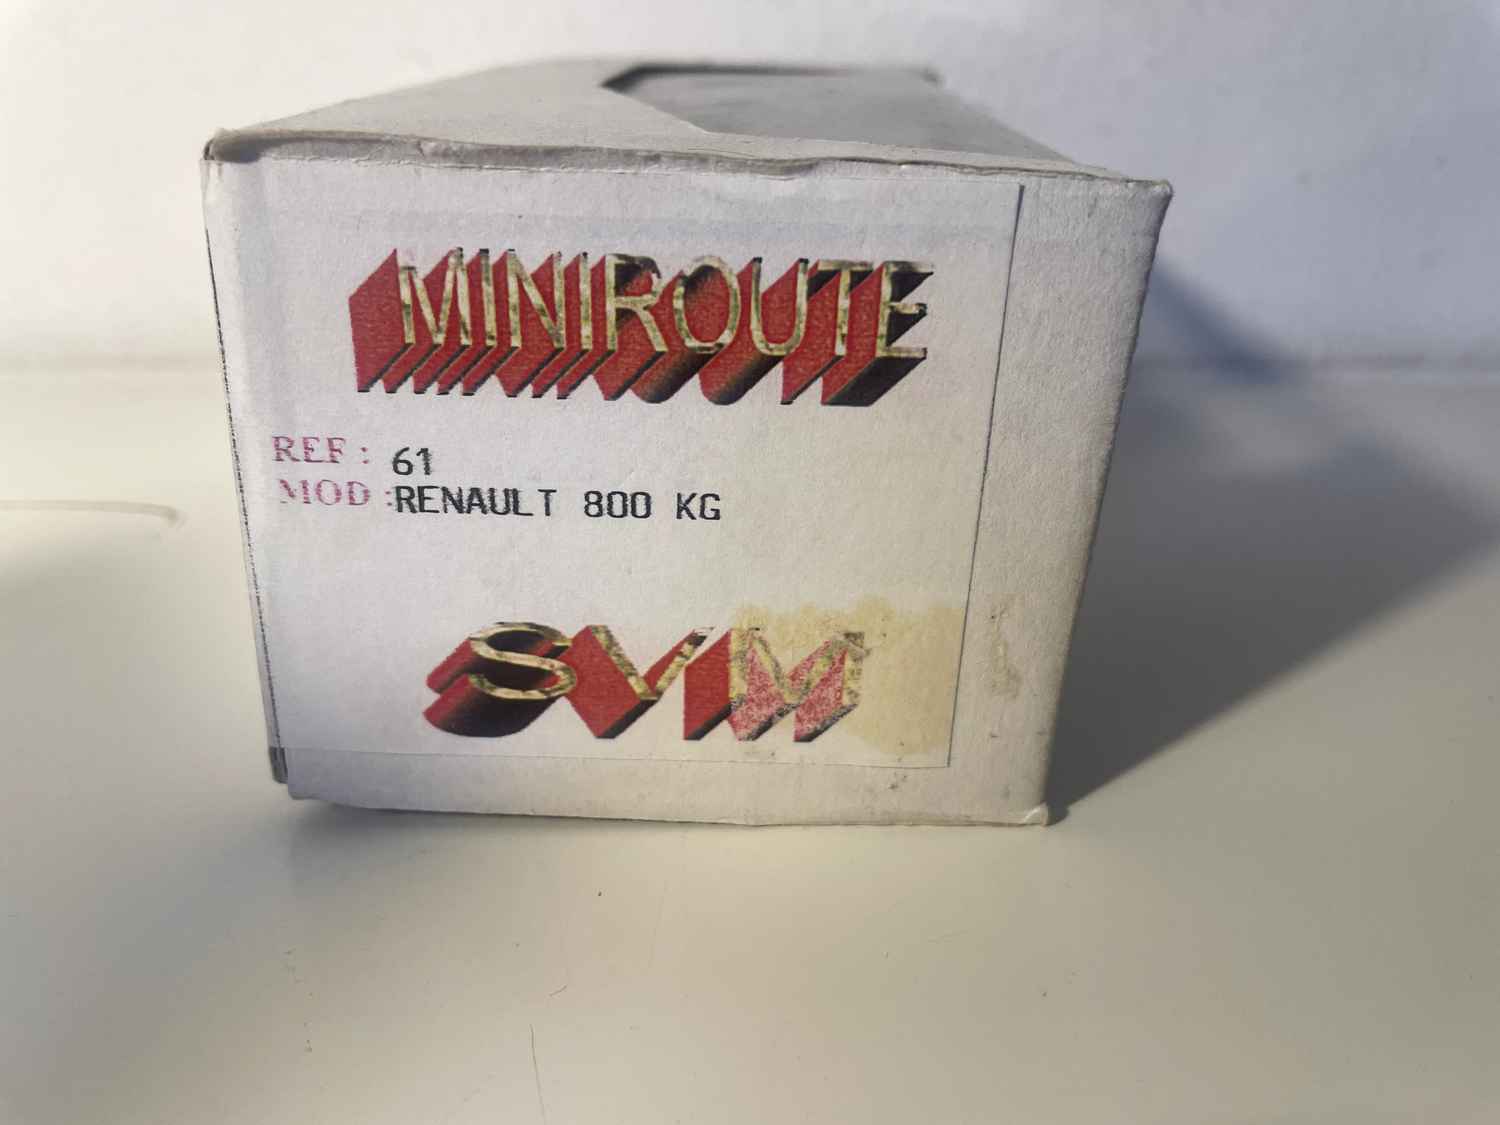 MINIROUTE
REF : 61
MOD :RENAULT 800 KG
SVM